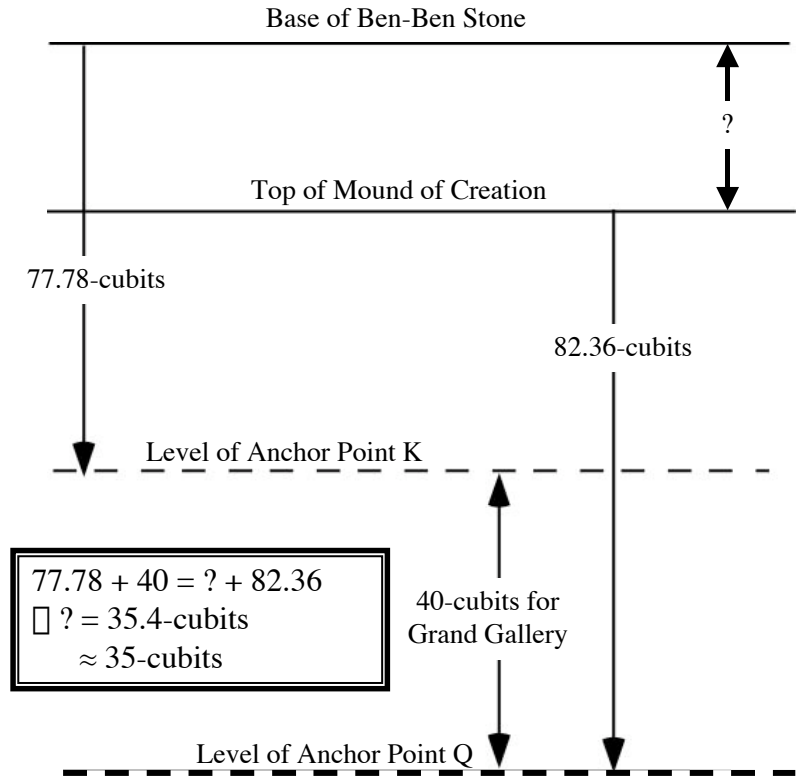 Base of Ben-Ben Stone
?
Top of Mound of Creation
77.78-cubits
82.36-cubits
Level of Anchor Point K
77.78 + 40 = ? + 82.36
▯ ? = 35.4-cubits
≈ 35-cubits
40-cubits for
Grand Gallery
Level of Anchor Point Q